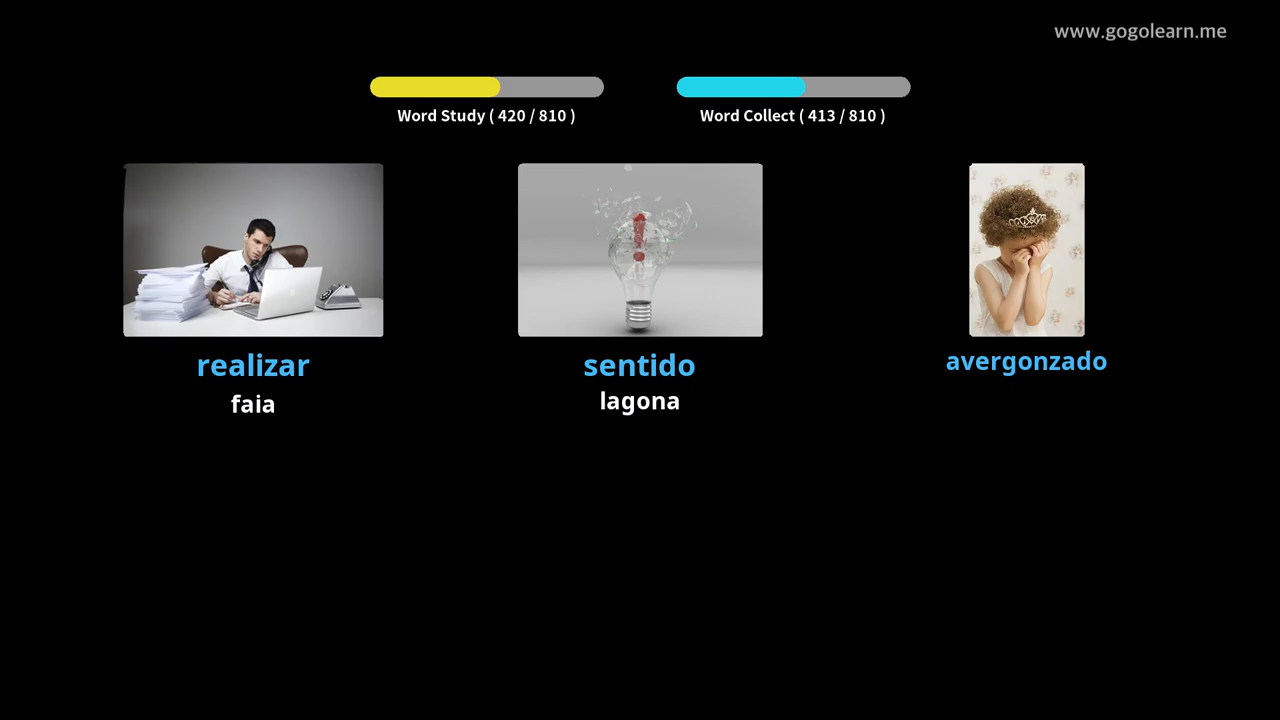 www.gogolearn.me
Word Study ( 420 / 810 )
Word Collect ( 413 / 810 )
realizar
faia
sentido
lagona
avergonzado